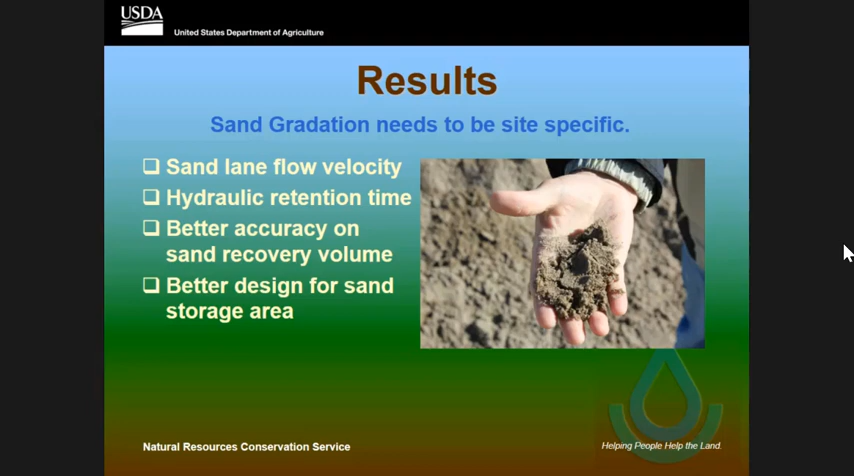 USDA
United States Department of Agriculture
Results
Sand Gradation needs to be site specific.
❑ Sand lane flow velocity
❑ Hydraulic retention time
❑ Better accuracy on
sand recovery volume
❑ Better design for sand
storage area
Natural Resources Conservation Service
Helping People Help the Land.